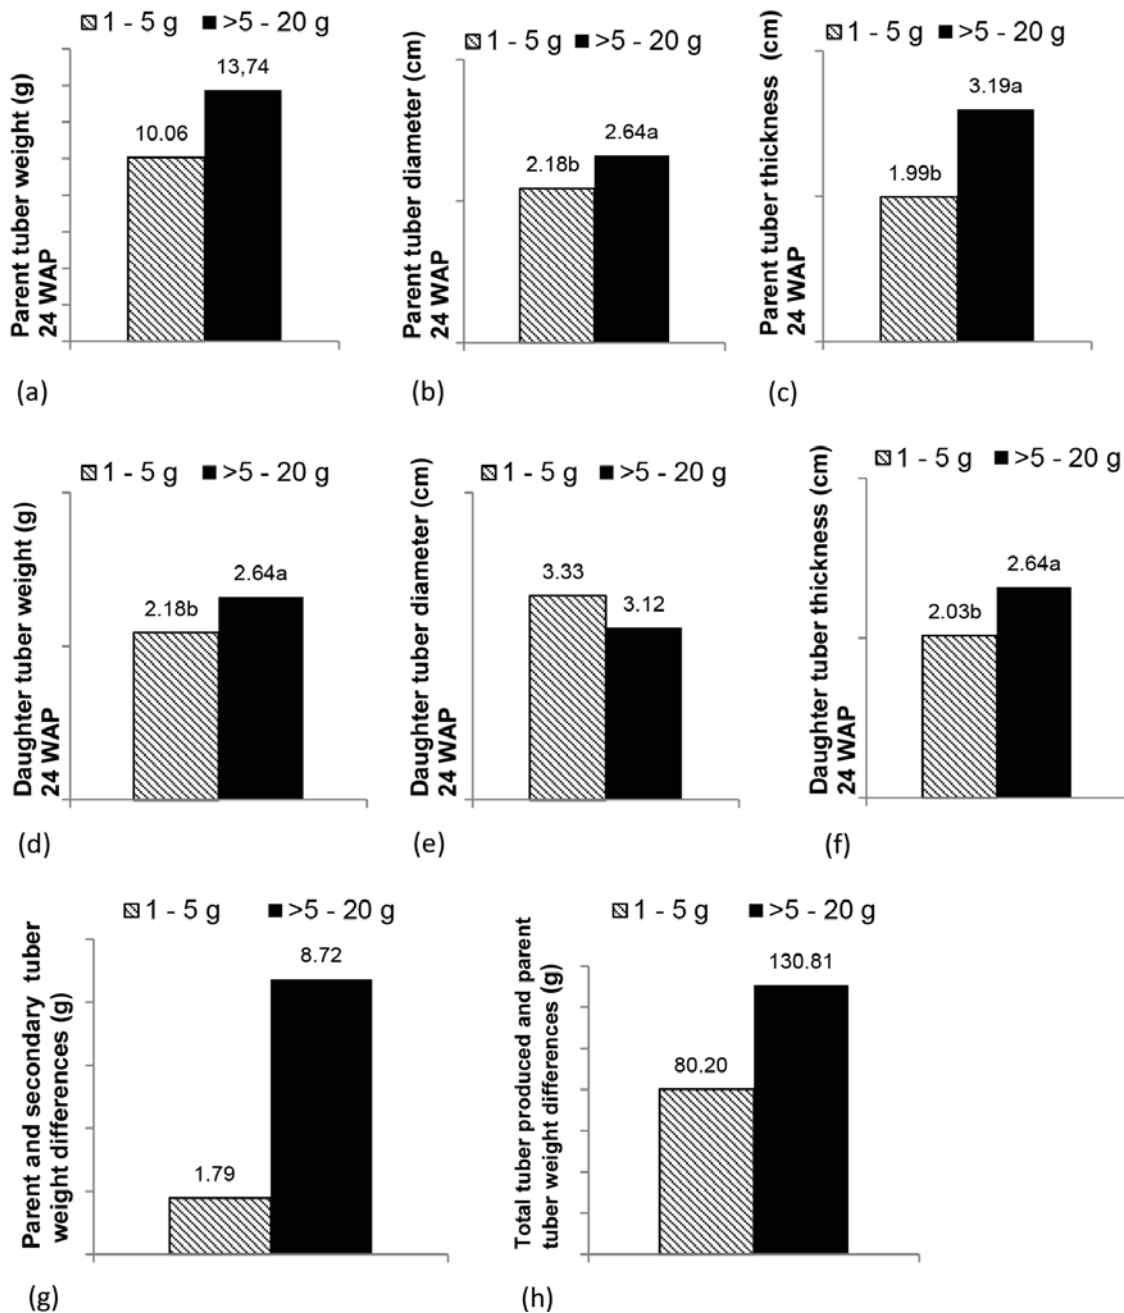 1 - 5 g >5 - 20 g
Parent tuber weight (g)
24 WAP
10.06
13,74
(a)
1 - 5 g >5 - 20 g
Parent tuber diameter (cm)
24 WAP
2.18b
2.64a
(b)
1 - 5 g >5 - 20 g
Parent tuber thickness (cm)
24 WAP
1.99b
3.19a
(c)
1 - 5 g >5 - 20 g
Daughter tuber weight (g)
24 WAP
2.18b
2.64a
(d)
1 - 5 g >5 - 20 g
Daughter tuber diameter (cm)
24 WAP
3.33
3.12
(e)
1 - 5 g >5 - 20 g
Daughter tuber thickness (cm)
24 WAP
2.03b
2.64a
(f)
1 - 5 g >5 - 20 g
Parent and secondary tuber
weight differences (g)
1.79
8.72
(g)
1 - 5 g >5 - 20 g
Total tuber produced and parent
tuber weight differences (g)
80.20
130.81
(h)